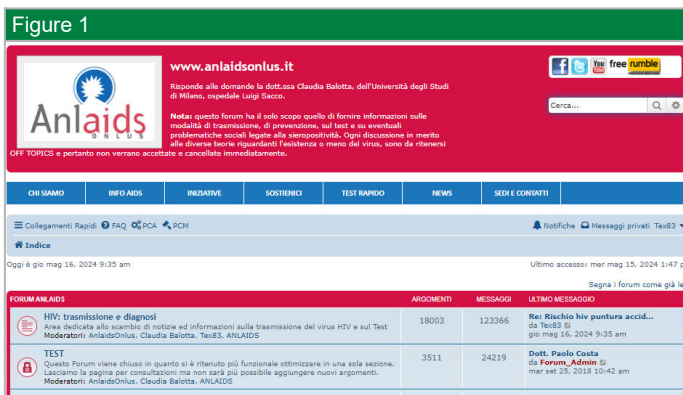 Figure 1
www.anlaidsonlus.it
Risponde alle domande la dott.ssa Claudia Balotta, dell'Università degli Studi
di Milano, ospedale Luigi Sacco.
Nota: questo forum ha il solo scopo quello di fornire informazioni sulle
modalità di trasmissione, di prevenzione, sul test e su eventuali
problematiche sociali legate alla sieropositività. Ogni discussione in merito
alle diverse teorie riguardanti l'esistenza o meno del virus, sono da ritenersi
OFF TOPICS e pertanto non verrano accettate e cancellate immediatamente.
Anlaids
ONLUS
You free rumble
Cerca...
CHI SIAMO INFO AIDS INIZIATIVE SOSTIENICI TEST RAPIDO NEWS SEDI E CONTATTI
Collegamenti Rapidi FAQ PCA PCM Notifiche Messaggi privati Tex83
Indice
Oggi è gio mag 16, 2024 9:35 am Ultimo accesso: mer mag 15, 2024 1:47 p
Segna i forum come già le
FORUM ANLAIDS ARGOMENTI MESSAGGI ULTIMO MESSAGGIO
HIV: trasmissione e diagnosi
Area dedicata allo scambio di notizie ed informazioni sulla trasmissione del virus HIV e sul Test
Moderatori: AnlaidsOnlus, Claudia Balotta, Tex83, ANLAIDS
18003 123366
Re: Rischio hiv puntura accid...
da Tex83
gio mag 16, 2024 9:35 am
TEST
Questo Forum viene chiuso in quanto si è ritenuto più funzionale ottimizzare in una sola sezione.
Lasciamo la pagina per consultazioni ma non sarà più possibile aggiungere nuovi argomenti.
Moderatori: AnlaidsOnlus, Claudia Balotta, ANLAIDS
3511 24219
Dott. Paolo Costa
da Forum_Admin
mar set 25, 2018 10:42 am